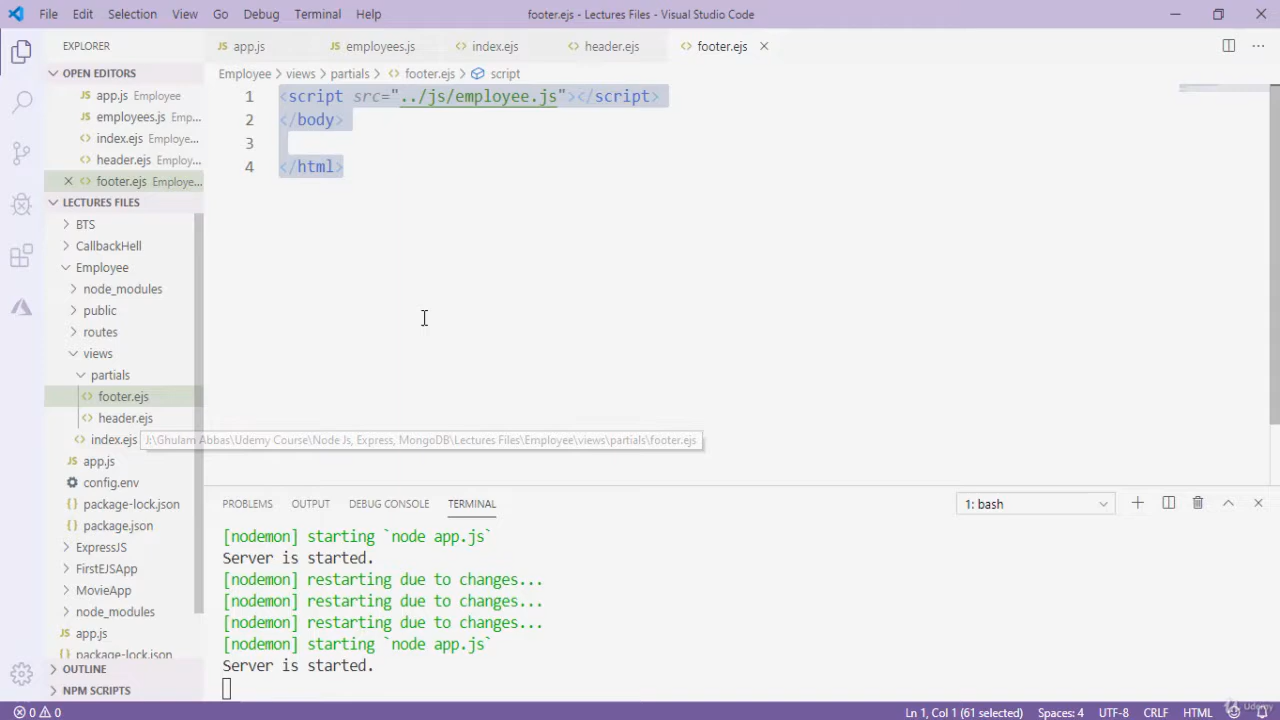 File Edit Selection View Go Debug Terminal Help footer.ejs - Lectures Files - Visual Studio Code
EXPLORER
OPEN EDITORS
app.js Employee
employees.js Emp...
index.ejs Employe...
header.ejs Employ...
footer.ejs Employe...
LECTURES FILES
BTS
CallbackHell
Employee
node_modules
public
routes
views
partials
footer.ejs
header.ejs
index.ejs
app.js
config.env
package-lock.json
package.json
ExpressJS
FirstEJSApp
MovieApp
node_modules
app.js
package-lock.json
OUTLINE
NPM SCRIPTS
app.js employees.js index.ejs header.ejs footer.ejs
Employee > views > partials > footer.ejs > script
1 <script src="../js/employee.js"></script>
2 </body>
3
4 </html>
J:\Ghulam Abbas\Udemy Course\Node Js, Express, MongoDB\Lectures Files\Employee\views\partials\footer.ejs
PROBLEMS OUTPUT DEBUG CONSOLE TERMINAL 1: bash
[nodemon] starting `node app.js`
Server is started.
[nodemon] restarting due to changes...
[nodemon] restarting due to changes...
[nodemon] restarting due to changes...
[nodemon] starting `node app.js`
Server is started.
0 0 Ln 1, Col 1 (61 selected) Spaces: 4 UTF-8 CRLF HTML
Udemy